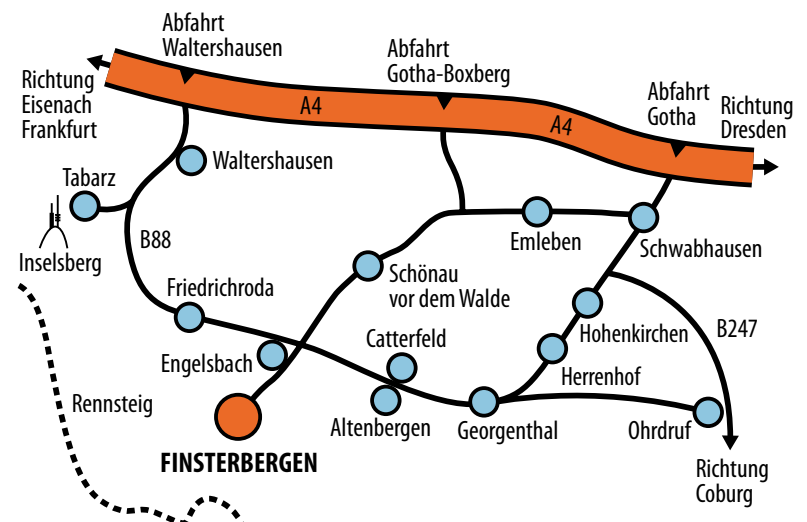 Abfahrt
Waltershausen
Abfahrt
Gotha-Boxberg
Abfahrt
Gotha
Richtung
Dresden
Richtung
Eisenach
Frankfurt
A4
A4
Waltershausen
Tabarz
Inselsberg
B88
Emleben
Schwabhausen
Schönau
vor dem Walde
Friedrichroda
Hohenkirchen
B247
Engelsbach
Catterfeld
Herrenhof
Rennsteig
Altenbergen
Georgenthal
Ohrdruf
FINSTERBERGEN
Richtung
Coburg